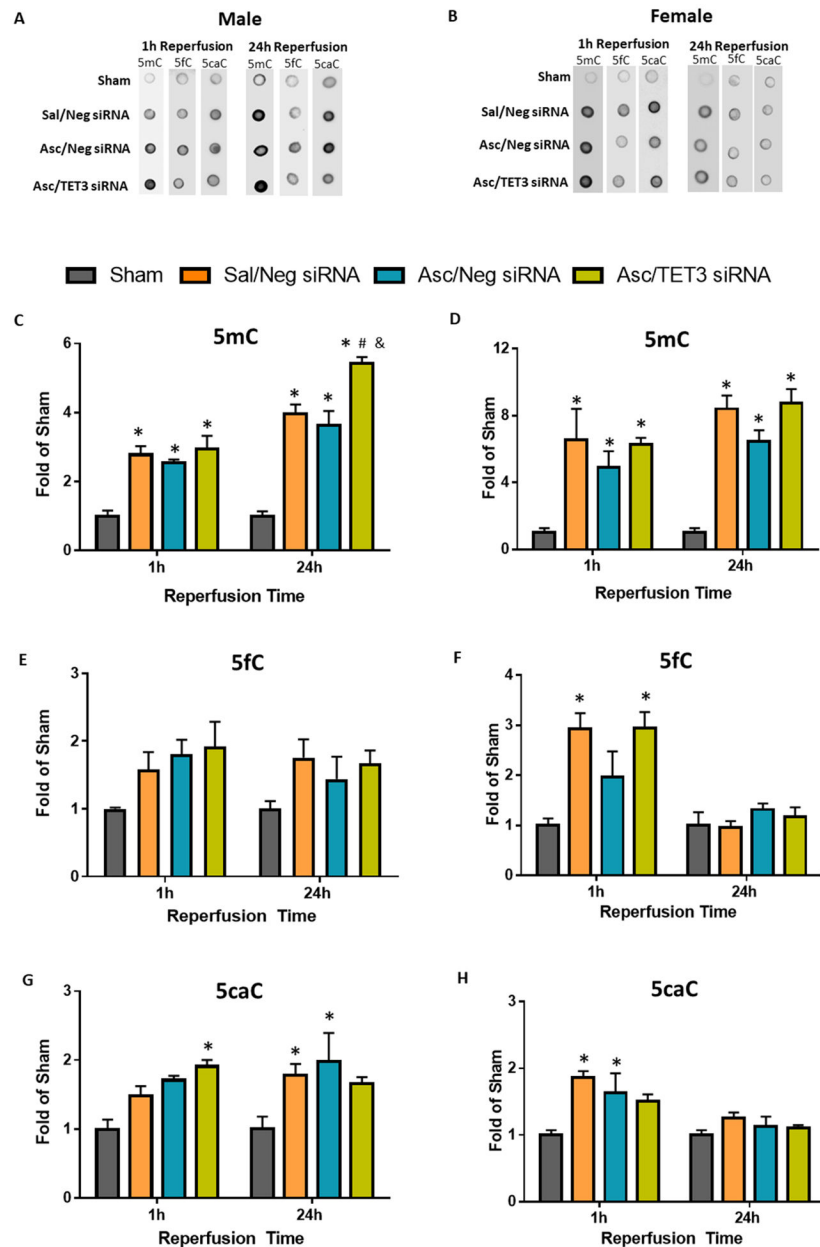 A Male
1h Reperfusion 24h Reperfusion
5mC 5fC 5caC 5mC 5fC 5caC
Sham
Sal/Neg siRNA
Asc/Neg siRNA
Asc/TET3 siRNA
B Female
1h Reperfusion 24h Reperfusion
5mC 5fC 5caC 5mC 5fC 5caC
Sham
Sal/Neg siRNA
Asc/Neg siRNA
Asc/TET3 siRNA
Sham Sal/Neg siRNA Asc/Neg siRNA Asc/TET3 siRNA
C 5mC
Fold of Sham
6
4
2
0
* * * * * * # &
1h 24h
Reperfusion Time
D 5mC
Fold of Sham
12
8
4
0
* * * * * *
1h 24h
Reperfusion Time
E 5fC
Fold of Sham
3
2
1
0
1h 24h
Reperfusion Time
F 5fC
Fold of Sham
4
3
2
1
0
* *
1h 24h
Reperfusion Time
G 5caC
Fold of Sham
3
2
1
0
* * *
1h 24h
Reperfusion Time
H 5caC
Fold of Sham
3
2
1
0
* *
1h 24h
Reperfusion Time